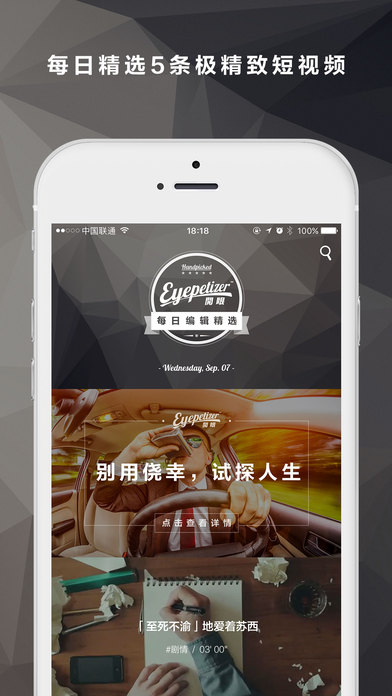 每日精选5条极精致短视频
中国联通 18:18 100%
Handpicked
Eyepetizer
開眼
每日编辑精选
· Wednesday, Sep. 07 ·
Eyepetizer
開眼
别用侥幸，试探人生
点击查看详情
「至死不渝」地爱着苏西
#剧情 / 03' 00"